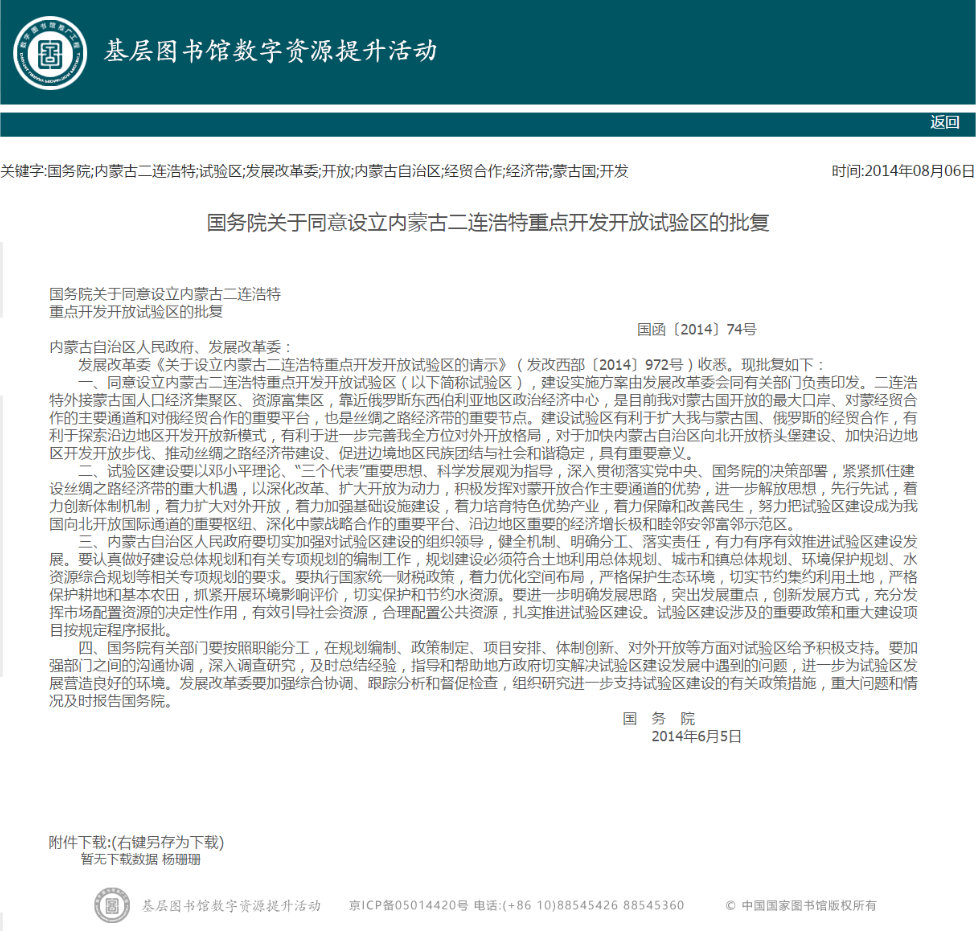 基层图书馆数字资源提升活动
返回
关键字:国务院;内蒙古二连浩特;试验区;发展改革委;开放;内蒙古自治区;经贸合作;经济带;蒙古国;开发
时间:2014年08月06日
国务院关于同意设立内蒙古二连浩特重点开发开放试验区的批复
国务院关于同意设立内蒙古二连浩特
重点开发开放试验区的批复
国函〔2014〕74号
内蒙古自治区人民政府、发展改革委：
发展改革委《关于设立内蒙古二连浩特重点开发开放试验区的请示》（发改西部〔2014〕972号）收悉。现批复如下：
一、同意设立内蒙古二连浩特重点开发开放试验区（以下简称试验区），建设实施方案由发展改革委会同有关部门负责印发。二连浩
特外接蒙古国人口经济集聚区、资源富集区，靠近俄罗斯东西伯利亚地区政治经济中心，是目前我对蒙古国开放的最大口岸、对蒙经贸合
作的主要通道和对俄经贸合作的重要平台，也是丝绸之路经济带的重要节点。建设试验区有利于扩大我与蒙古国、俄罗斯的经贸合作，有
利于探索沿边地区开发开放新模式，有利于进一步完善我全方位对外开放格局，对于加快内蒙古自治区向北开放桥头堡建设、加快沿边地
区开发开放步伐、推动丝绸之路经济带建设、促进边境地区民族团结与社会和谐稳定，具有重要意义。
二、试验区建设要以邓小平理论、“三个代表”重要思想、科学发展观为指导，深入贯彻落实党中央、国务院的决策部署，紧紧抓住建
设丝绸之路经济带的重大机遇，以深化改革、扩大开放为动力，积极发挥对蒙开放合作主要通道的优势，进一步解放思想，先行先试，着
力创新体制机制，着力扩大对外开放，着力加强基础设施建设，着力培育特色优势产业，着力保障和改善民生，努力把试验区建设成为我
国向北开放国际通道的重要枢纽、深化中蒙战略合作的重要平台、沿边地区重要的经济增长极和睦邻安邻富邻示范区。
三、内蒙古自治区人民政府要切实加强对试验区建设的组织领导，健全机制、明确分工、落实责任，有力有序有效推进试验区建设发
展。要认真做好建设总体规划和有关专项规划的编制工作，规划建设必须符合土地利用总体规划、城市和镇总体规划、环境保护规划、水
资源综合规划等相关专项规划的要求。要执行国家统一财税政策，着力优化空间布局，严格保护生态环境，切实节约集约利用土地，严格
保护耕地和基本农田，抓紧开展环境影响评价，切实保护和节约水资源。要进一步明确发展思路，突出发展重点，创新发展方式，充分发
挥市场配置资源的决定性作用，有效引导社会资源，合理配置公共资源，扎实推进试验区建设。试验区建设涉及的重要政策和重大建设项
目按规定程序报批。
四、国务院有关部门要按照职能分工，在规划编制、政策制定、项目安排、体制创新、对外开放等方面对试验区给予积极支持。要加
强部门之间的沟通协调，深入调查研究，及时总结经验，指导和帮助地方政府切实解决试验区建设发展中遇到的问题，进一步为试验区发
展营造良好的环境。发展改革委要加强综合协调、跟踪分析和督促检查，组织研究进一步支持试验区建设的有关政策措施，重大问题和情
况及时报告国务院。
国　务　院
2014年6月5日
附件下载:(右键另存为下载)
暂无下载数据 杨珊珊
基层图书馆数字资源提升活动 京ICP备05014420号 电话:(+86 10)88545426 88545360 © 中国国家图书馆版权所有